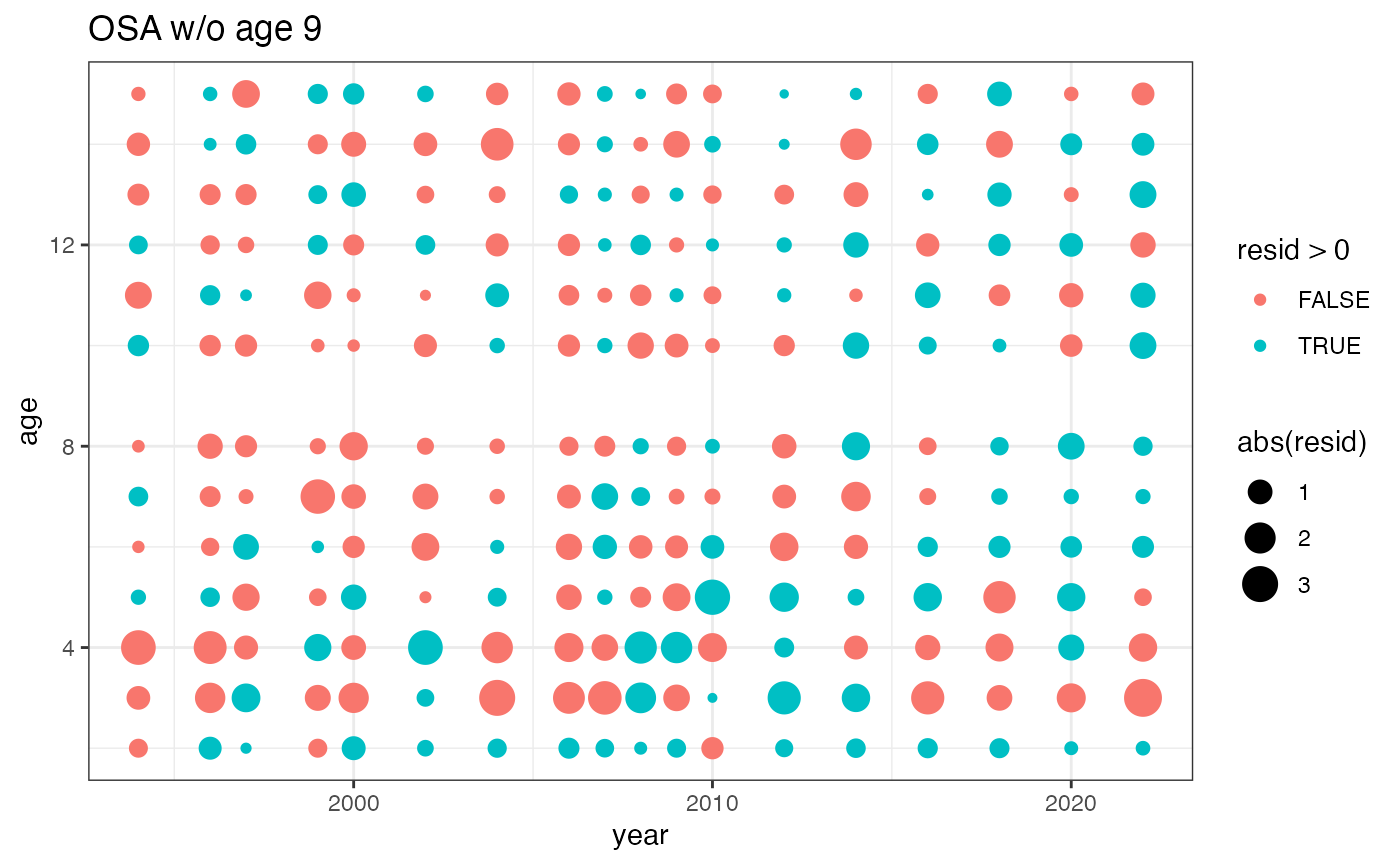 OSA w/o age 9
12
8
4
age
2000
2010
2020
year
resid > 0
FALSE
TRUE
abs(resid)
1
2
3